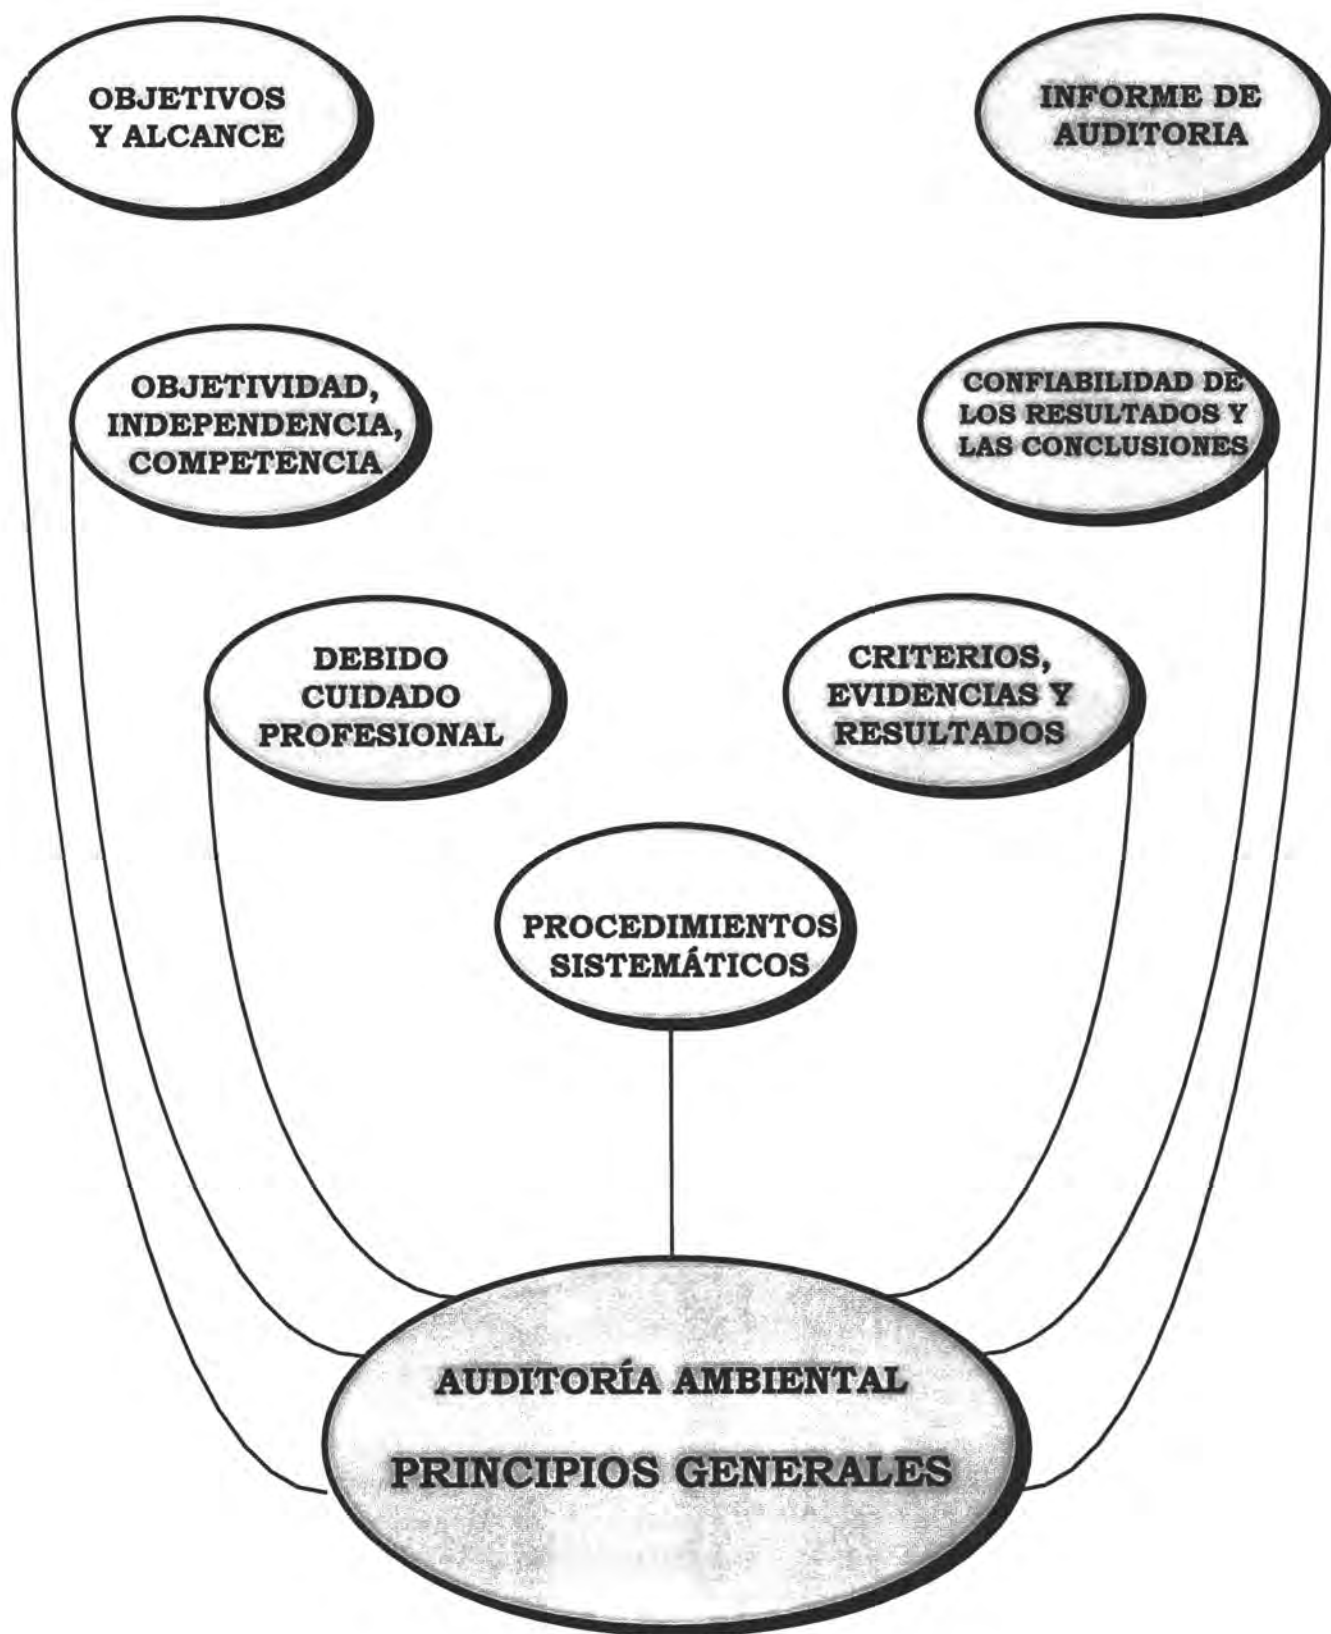 OBJETIVOS
Y ALCANCE
INFORME DE
AUDITORIA
OBJETIVIDAD,
INDEPENDENCIA,
COMPETENCIA
CONFIABILIDAD DE
LOS RESULTADOS Y
LAS CONCLUSIONES
DEBIDO
CUIDADO
PROFESIONAL
CRITERIOS,
EVIDENCIAS Y
RESULTADOS
PROCEDIMIENTOS
SISTEMÁTICOS
AUDITORÍA AMBIENTAL
PRINCIPIOS GENERALES